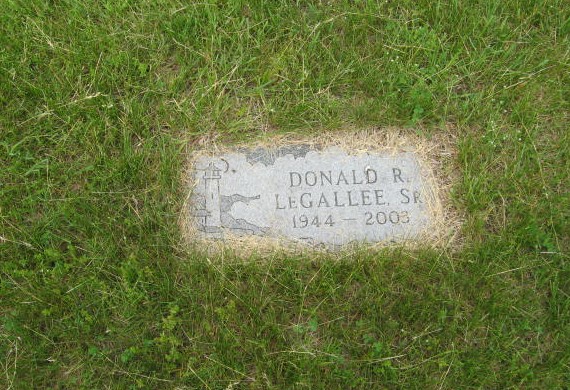 DONALD R.
LEGALLEE, SR
1944 – 2003